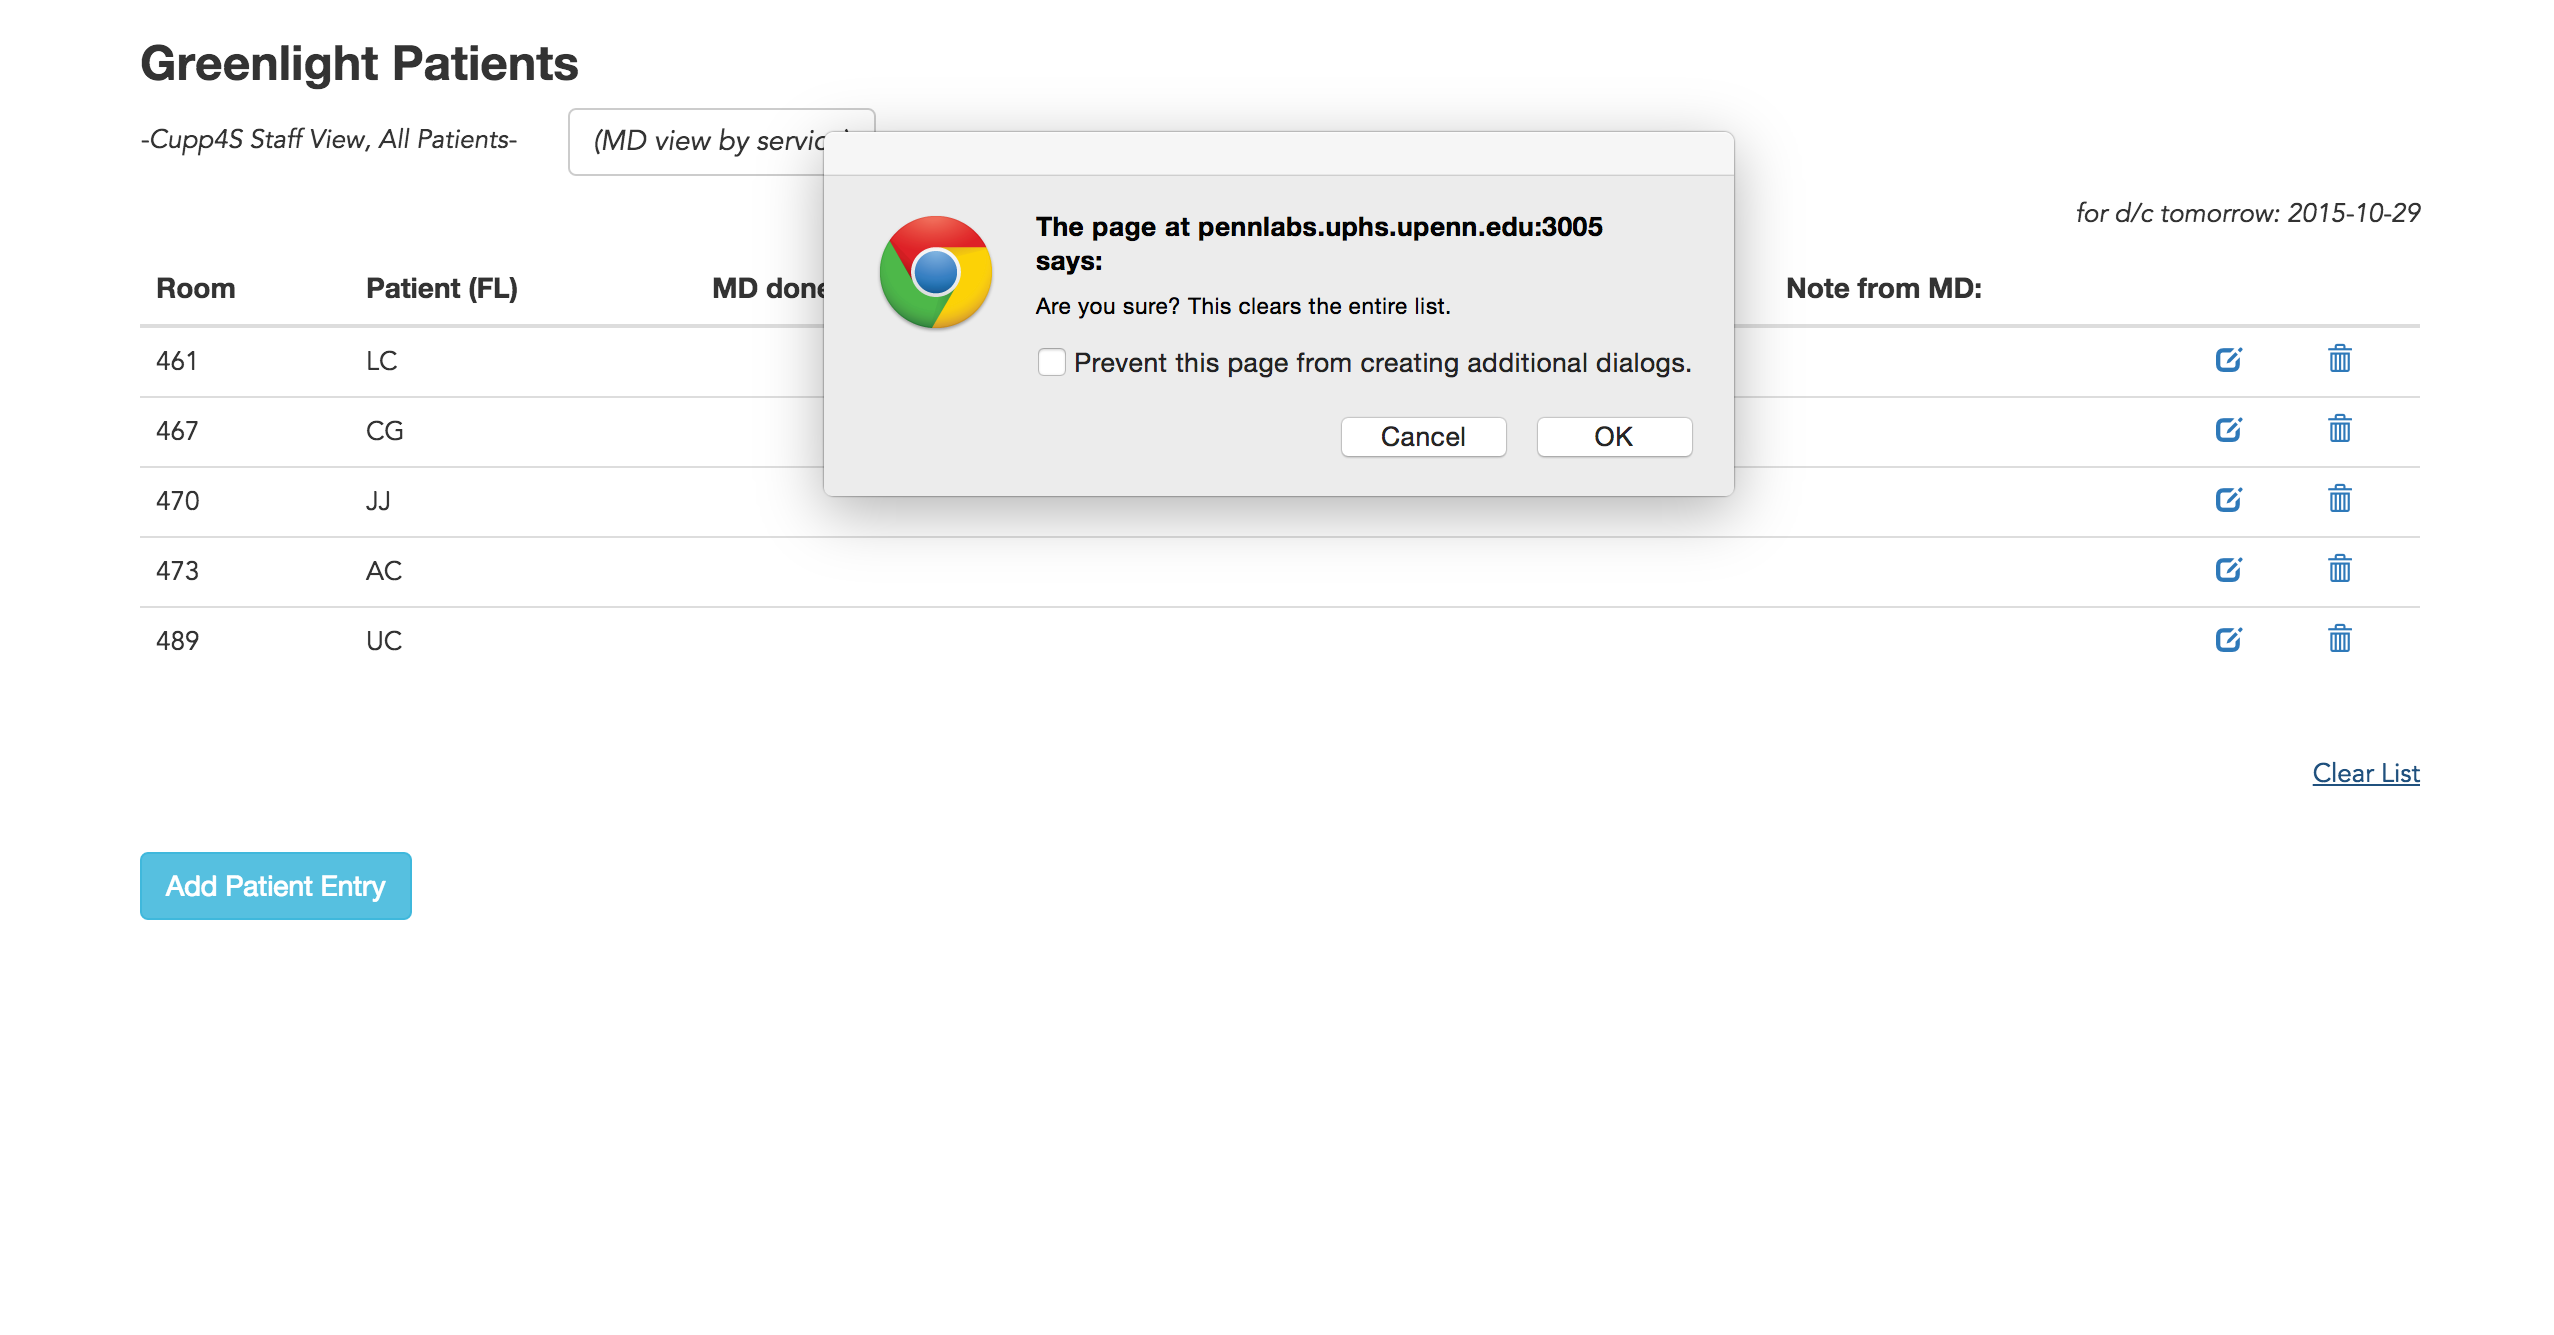 Greenlight Patients
-Cupp4S Staff View, All Patients-
(MD view by
for d/c tomorrow: 2015-10-29
The page at pennlabs.uphs.upenn.edu:3005
says:
Are you sure? This clears the entire list.
Prevent this page from creating additional dialogs.
Cancel OK
Room Patient (FL) MD done Note from MD:
461 LC
467 CG
470 JJ
473 AC
489 UC
Clear List
Add Patient Entry